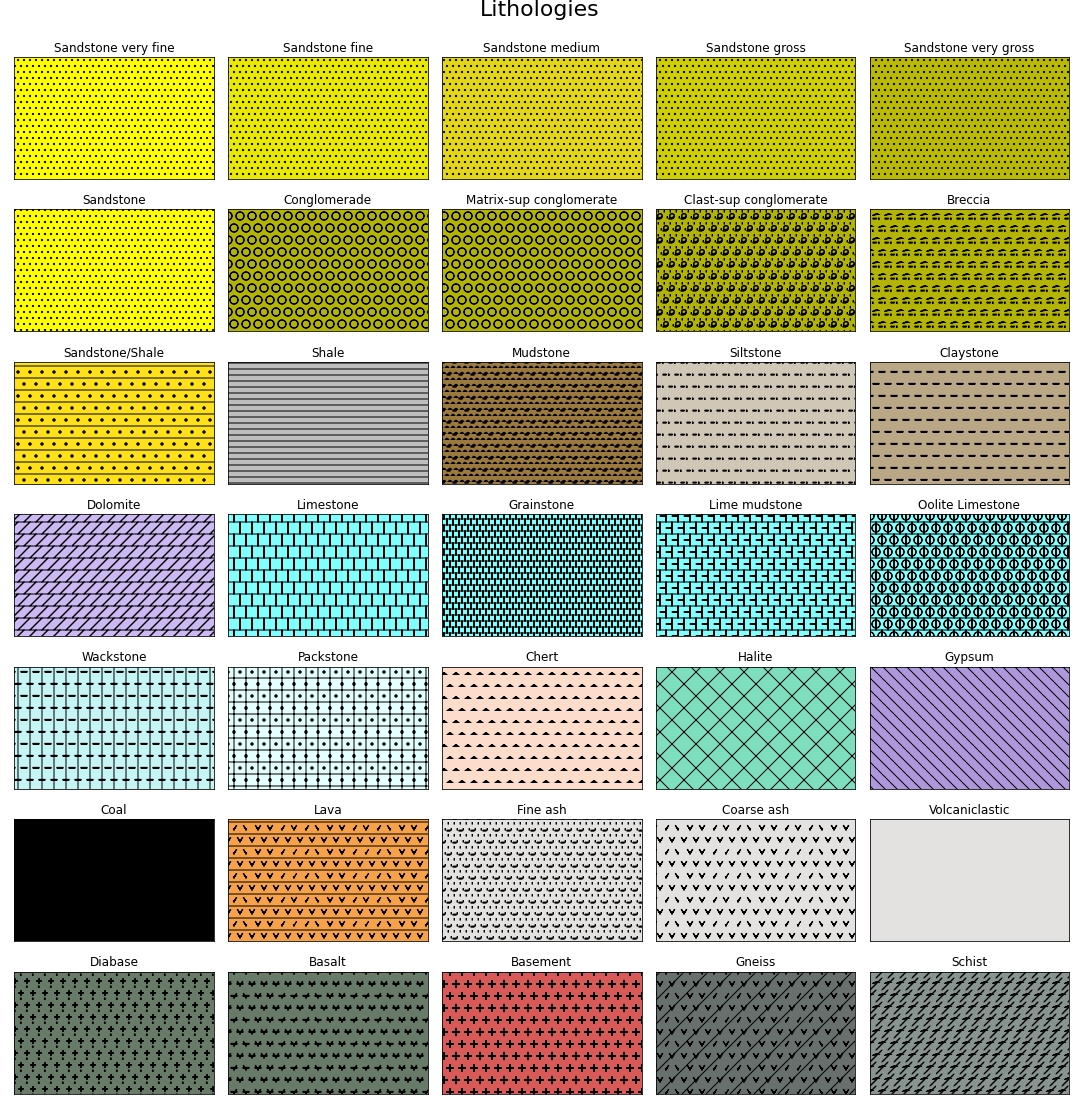 Lithologies
Sandstone very fine
Sandstone fine
Sandstone medium
Sandstone gross
Sandstone very gross
Sandstone
Conglomerade
Matrix-sup conglomerate
Clast-sup conglomerate
Breccia
Sandstone/Shale
Shale
Mudstone
Siltstone
Claystone
Dolomite
Limestone
Grainstone
Lime mudstone
Oolite Limestone
Wackstone
Packstone
Chert
Halite
Gypsum
Coal
Lava
Fine ash
Coarse ash
Volcaniclastic
Diabase
Basalt
Basement
Gneiss
Schist